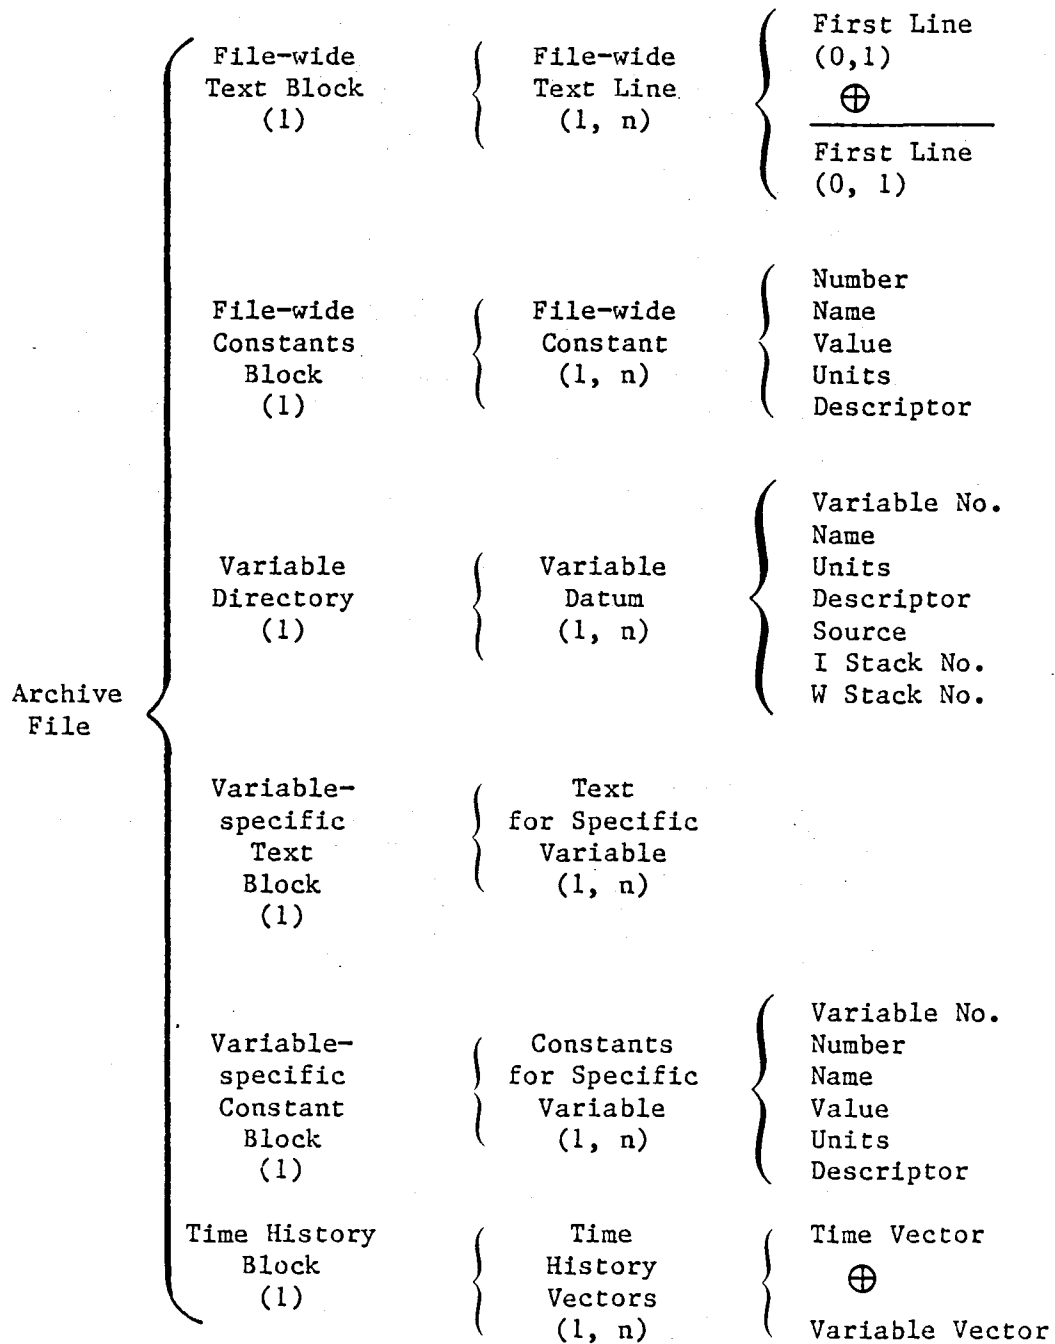 File-wide
Text Block
(1)
File-wide
Text Line
(1, n)
First Line
(0,1)
⊕
First Line
(0, 1)
File-wide
Constants
Block
(1)
File-wide
Constant
(1, n)
Number
Name
Value
Units
Descriptor
Variable
Directory
(1)
Variable
Datum
(1, n)
Variable No.
Name
Units
Descriptor
Source
I Stack No.
W Stack No.
Archive
File
Variable-
specific
Text
Block
(1)
Text
for Specific
Variable
(1, n)
Variable-
specific
Constant
Block
(1)
Constants
for Specific
Variable
(1, n)
Variable No.
Number
Name
Value
Units
Descriptor
Time History
Block
(1)
Time
History
Vectors
(1, n)
Time Vector
⊕
Variable Vector